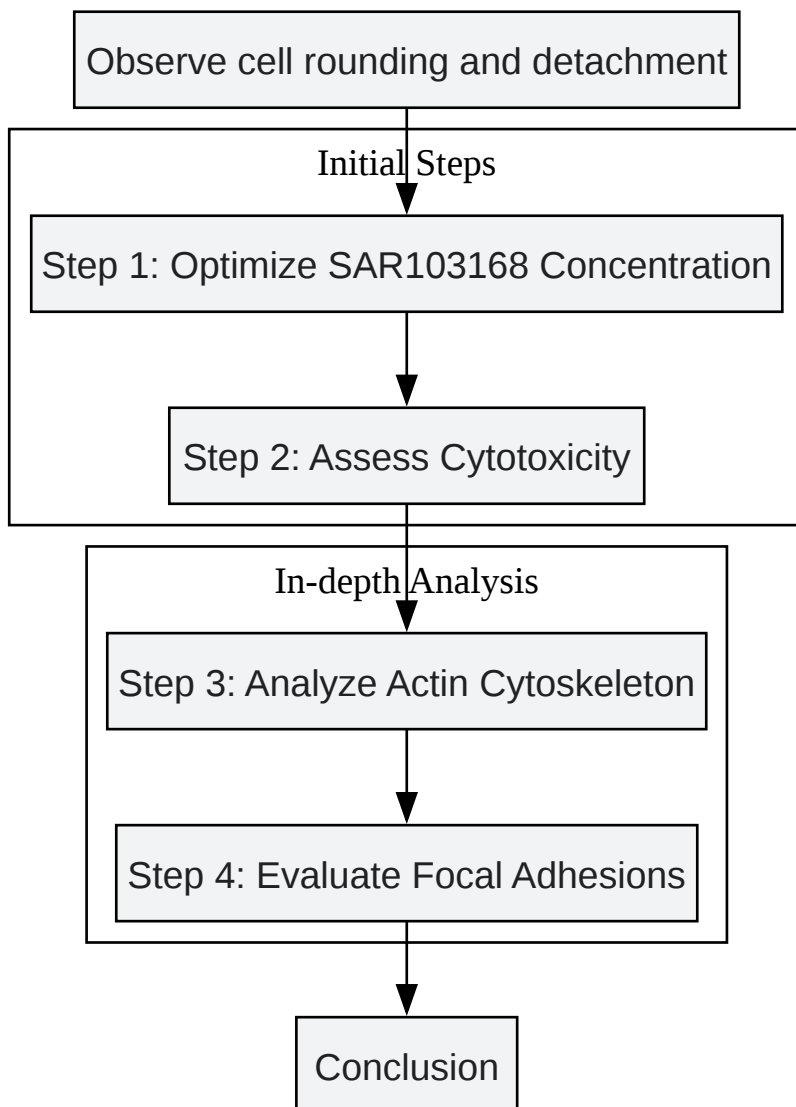 Observe cell rounding and detachment
Initial Steps
Step 1: Optimize SAR103168 Concentration
Step 2: Assess Cytotoxicity
In-depth Analysis
Step 3: Analyze Actin Cytoskeleton
Step 4: Evaluate Focal Adhesions
Conclusion